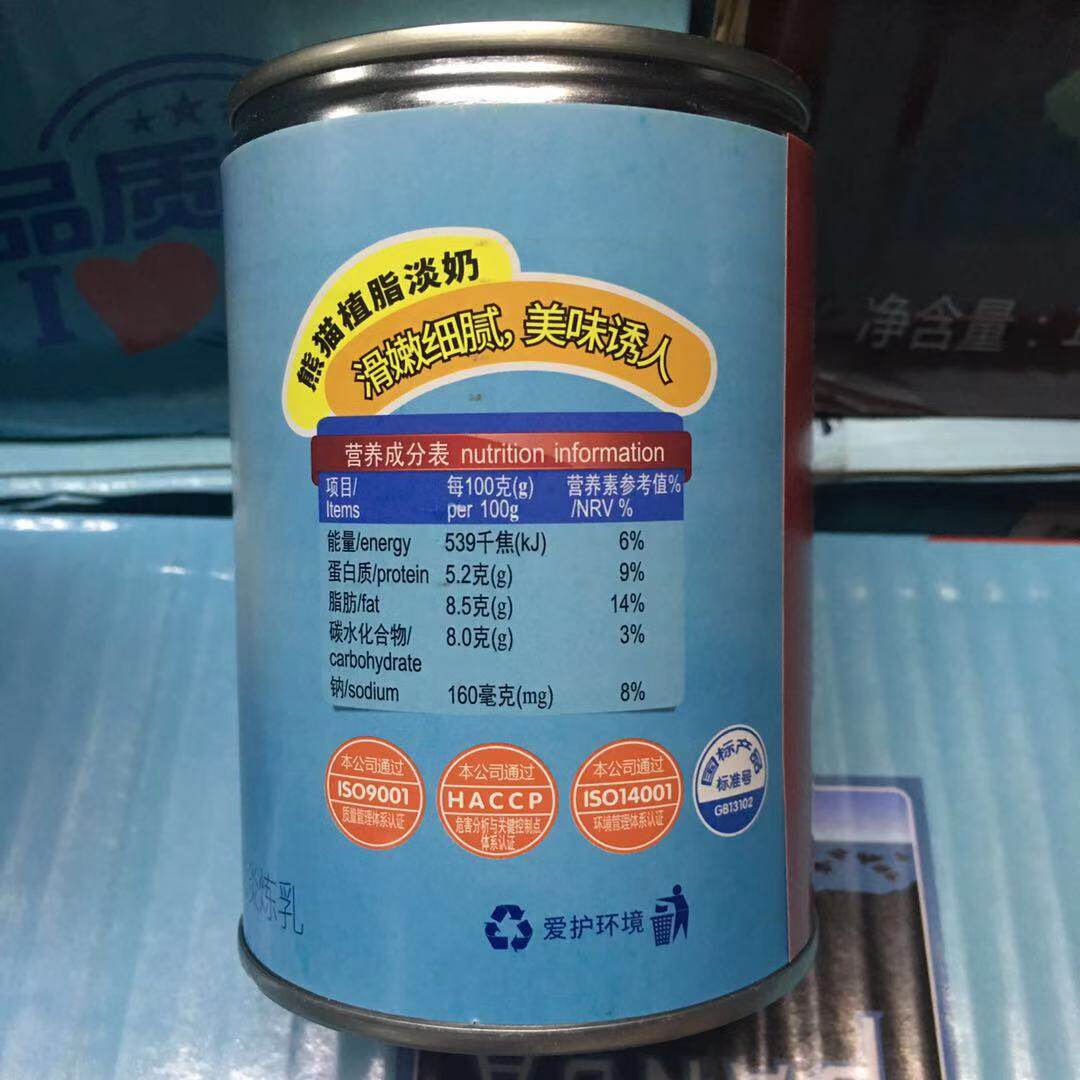 品质
I
净含量：
熊猫植脂淡奶
滑嫩细腻，美味诱人
营养成分表 nutrition information
项目/ 每100克(g) 营养素参考值%
Items per 100g /NRV %
能量/energy 539千焦(kJ) 6%
蛋白质/protein 5.2克(g) 9%
脂肪/fat 8.5克(g) 14%
碳水化合物/ 8.0克(g) 3%
carbohydrate
钠/sodium 160毫克(mg) 8%
本公司通过
ISO9001
质量管理体系认证
本公司通过
HACCP
危害分析与关键控制点
体系认证
本公司通过
ISO14001
环境管理体系认证
国标产品
标准号
GB13102
淡炼乳
爱护环境
PANDA